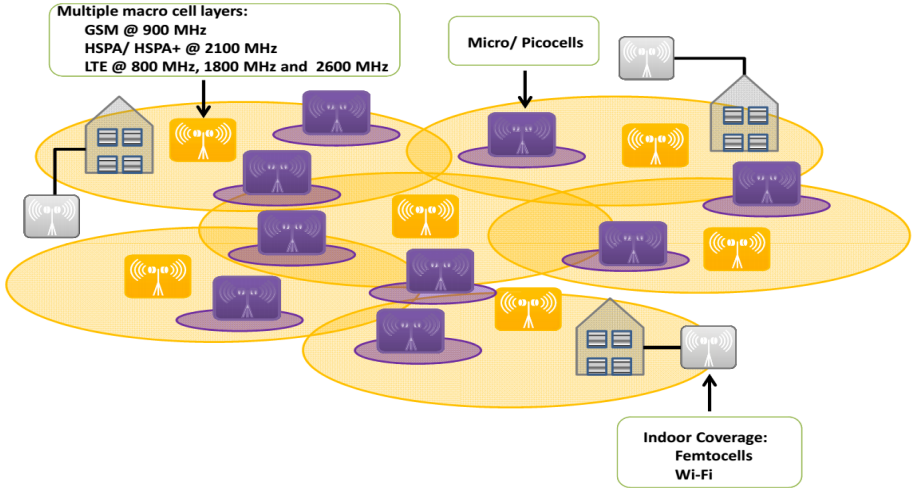 Multiple macro cell layers:
GSM @ 900 MHz
HSPA/ HSPA+ @ 2100 MHz
LTE @ 800 MHz, 1800 MHz and 2600 MHz
Micro/ Picocells
Indoor Coverage:
Femtocells
Wi-Fi